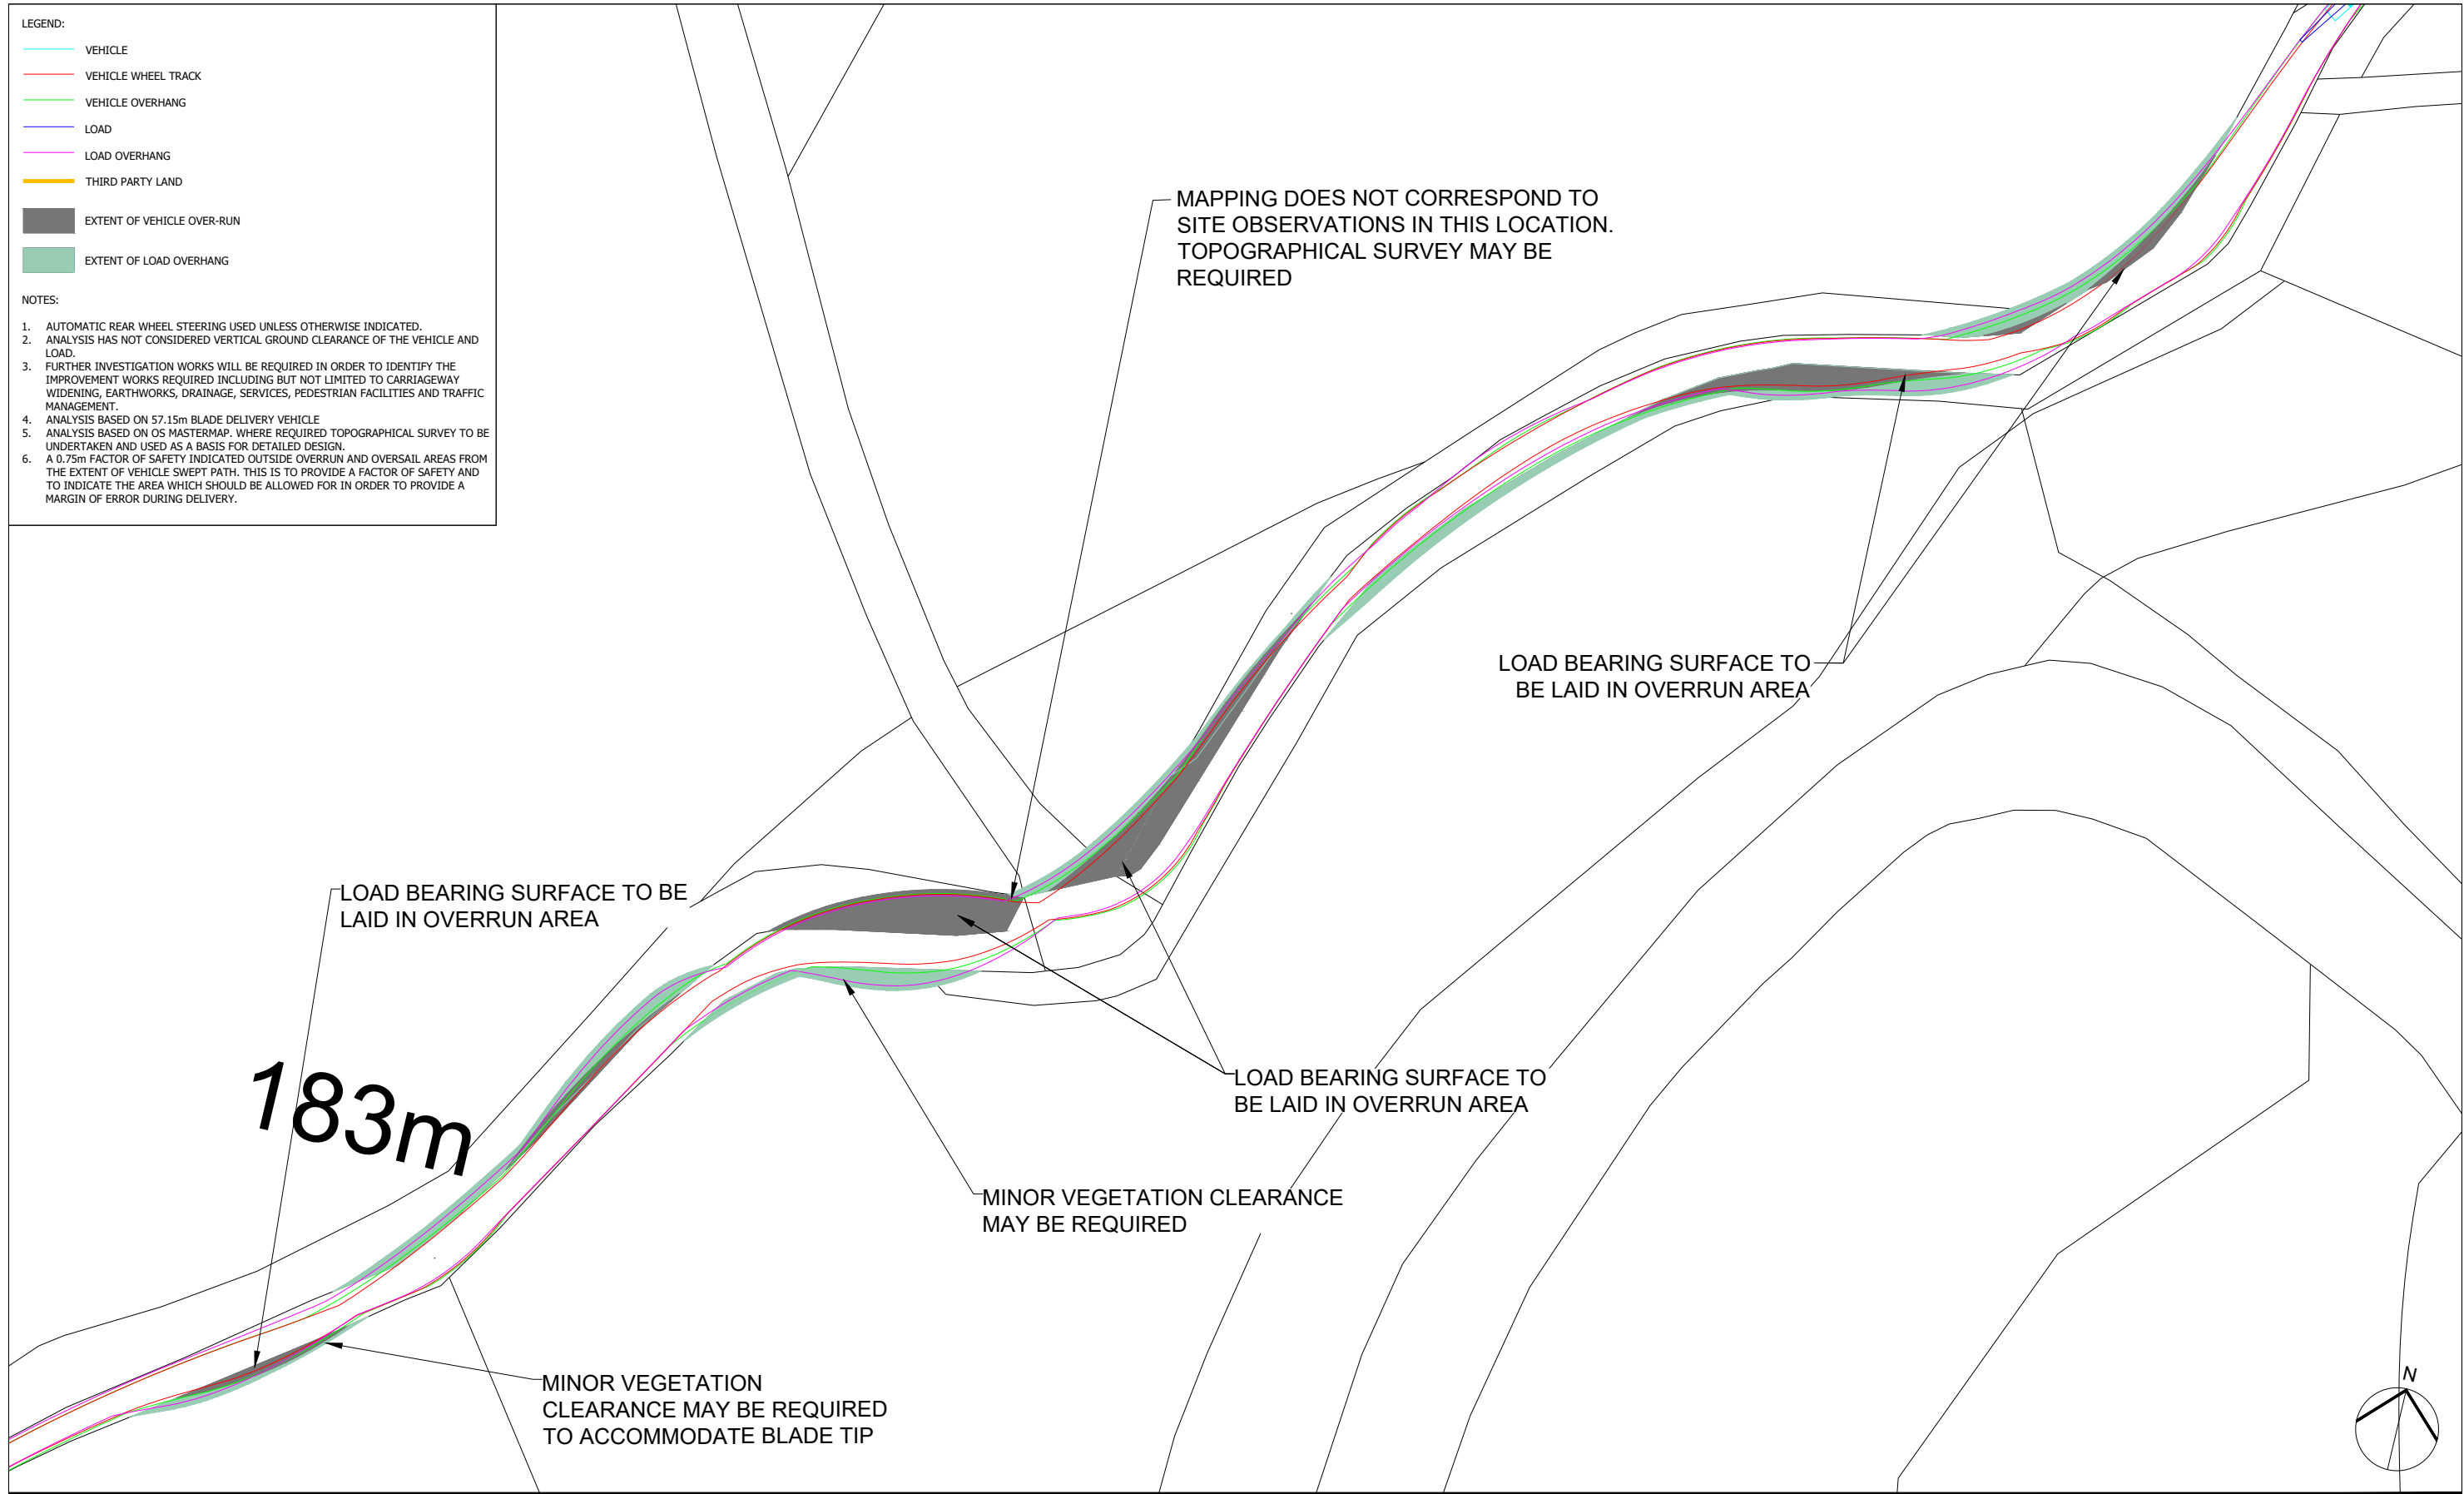 LEGEND:
VEHICLE
VEHICLE WHEEL TRACK
VEHICLE OVERHANG
LOAD
LOAD OVERHANG
THIRD PARTY LAND
EXTENT OF VEHICLE OVER-RUN
EXTENT OF LOAD OVERHANG
NOTES:
1. AUTOMATIC REAR WHEEL STEERING USED UNLESS OTHERWISE INDICATED.
2. ANALYSIS HAS NOT CONSIDERED VERTICAL GROUND CLEARANCE OF THE VEHICLE AND
LOAD.
3. FURTHER INVESTIGATION WORKS WILL BE REQUIRED IN ORDER TO IDENTIFY THE
IMPROVEMENT WORKS REQUIRED INCLUDING BUT NOT LIMITED TO CARRIAGEWAY
WIDENING, EARTHWORKS, DRAINAGE, SERVICES, PEDESTRIAN FACILITIES AND TRAFFIC
MANAGEMENT.
4. ANALYSIS BASED ON 57.15m BLADE DELIVERY VEHICLE
5. ANALYSIS BASED ON OS MASTERMAP. WHERE REQUIRED TOPOGRAPHICAL SURVEY TO BE
UNDERTAKEN AND USED AS A BASIS FOR DETAILED DESIGN.
6. A 0.75m FACTOR OF SAFETY INDICATED OUTSIDE OVERRUN AND OVERSAIL AREAS FROM
THE EXTENT OF VEHICLE SWEPT PATH. THIS IS TO PROVIDE A FACTOR OF SAFETY AND
TO INDICATE THE AREA WHICH SHOULD BE ALLOWED FOR IN ORDER TO PROVIDE A
MARGIN OF ERROR DURING DELIVERY.
MAPPING DOES NOT CORRESPOND TO
SITE OBSERVATIONS IN THIS LOCATION.
TOPOGRAPHICAL SURVEY MAY BE
REQUIRED
LOAD BEARING SURFACE TO
BE LAID IN OVERRUN AREA
LOAD BEARING SURFACE TO BE
LAID IN OVERRUN AREA
183m
LOAD BEARING SURFACE TO
BE LAID IN OVERRUN AREA
MINOR VEGETATION CLEARANCE
MAY BE REQUIRED
MINOR VEGETATION
CLEARANCE MAY BE REQUIRED
TO ACCOMMODATE BLADE TIP
N